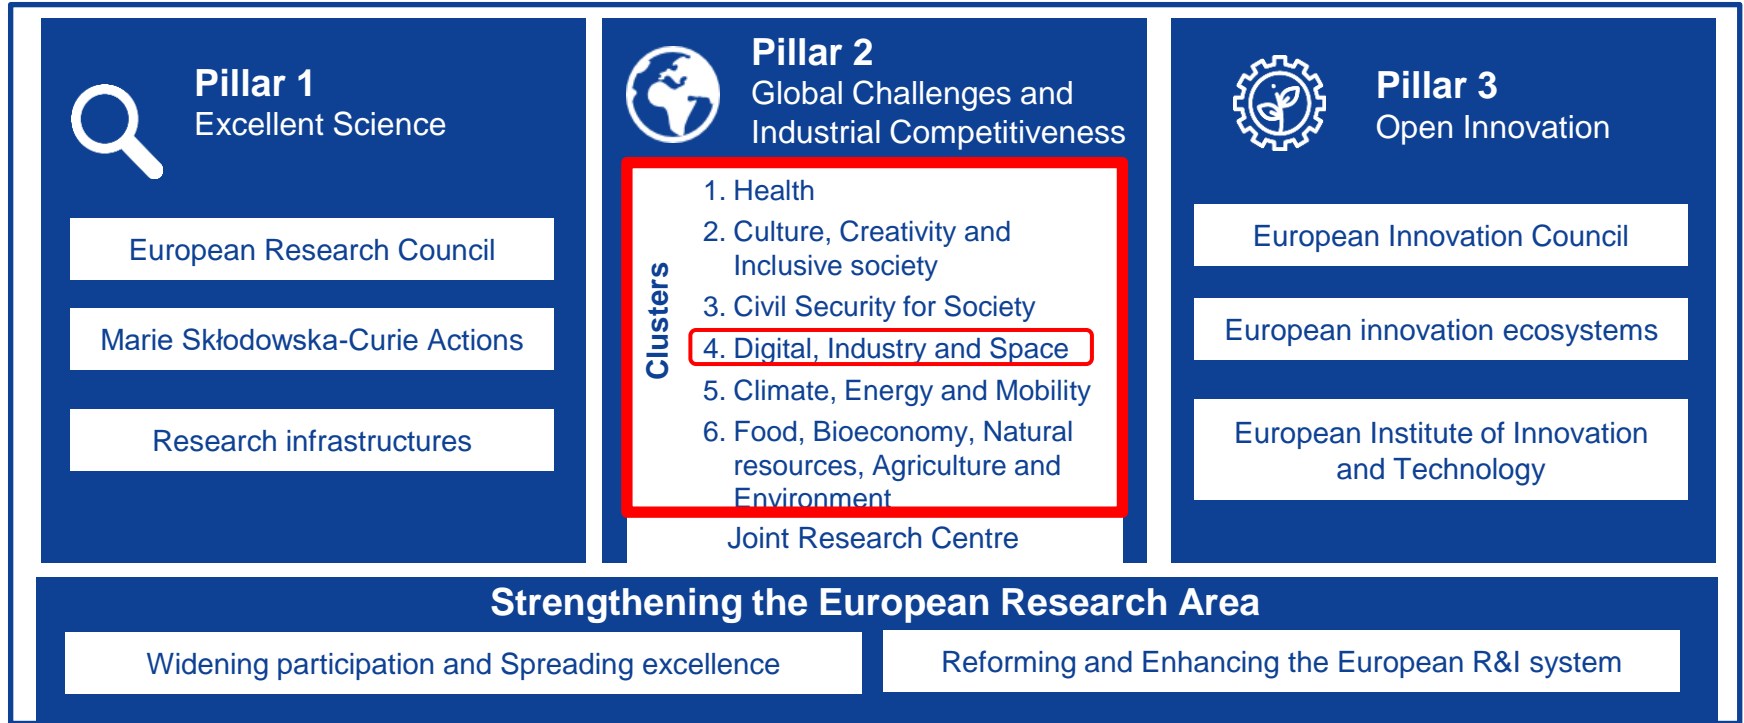 Pillar 1
Excellent Science
European Research Council
Marie Skłodowska-Curie Actions
Research infrastructures
Pillar 2
Global Challenges and
Industrial Competitiveness
Clusters
1. Health
2. Culture, Creativity and
Inclusive society
3. Civil Security for Society
4. Digital, Industry and Space
5. Climate, Energy and Mobility
6. Food, Bioeconomy, Natural
resources, Agriculture and
Environment
Joint Research Centre
Pillar 3
Open Innovation
European Innovation Council
European innovation ecosystems
European Institute of Innovation
and Technology
Strengthening the European Research Area
Widening participation and Spreading excellence
Reforming and Enhancing the European R&I system